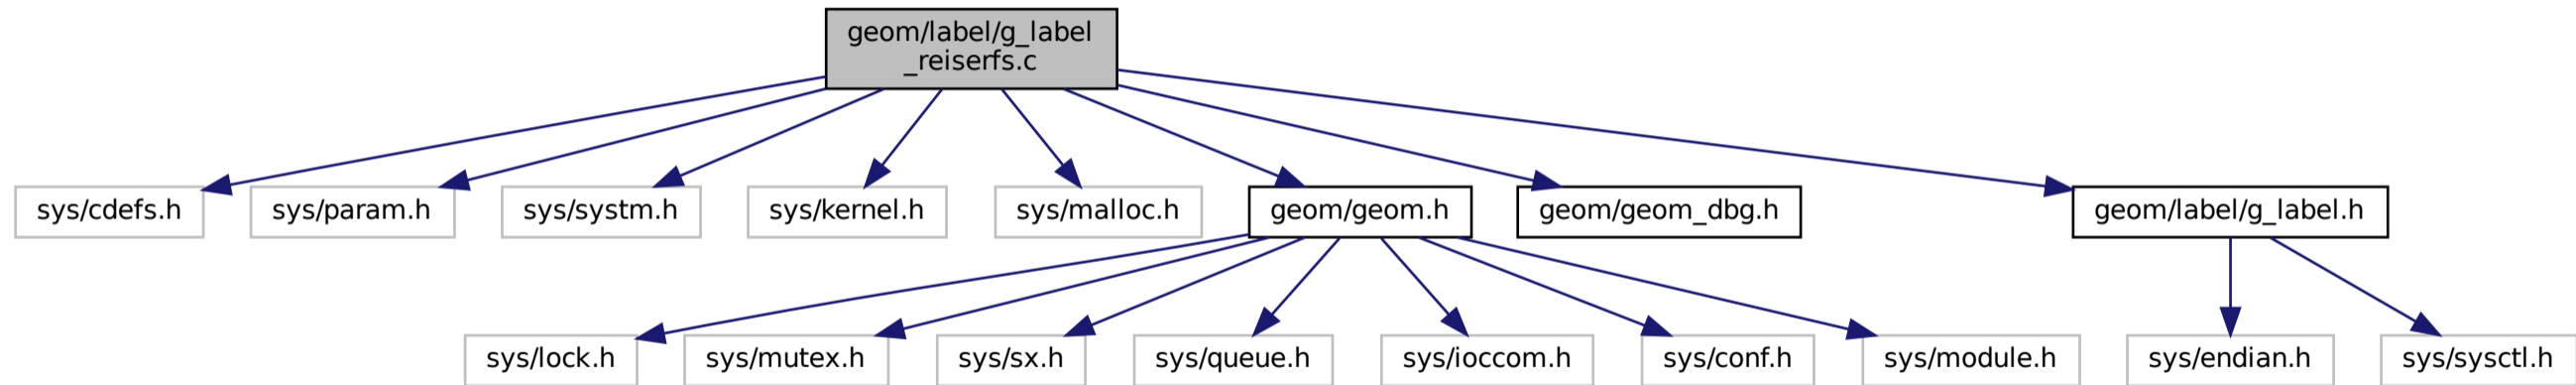 geom/label/g_label
_reiserfs.c
sys/cdefs.h
sys/param.h
sys/systm.h
sys/kernel.h
sys/malloc.h
geom/geom.h
geom/geom_dbg.h
geom/label/g_label.h
sys/lock.h
sys/mutex.h
sys/sx.h
sys/queue.h
sys/ioccom.h
sys/conf.h
sys/module.h
sys/endian.h
sys/sysctl.h